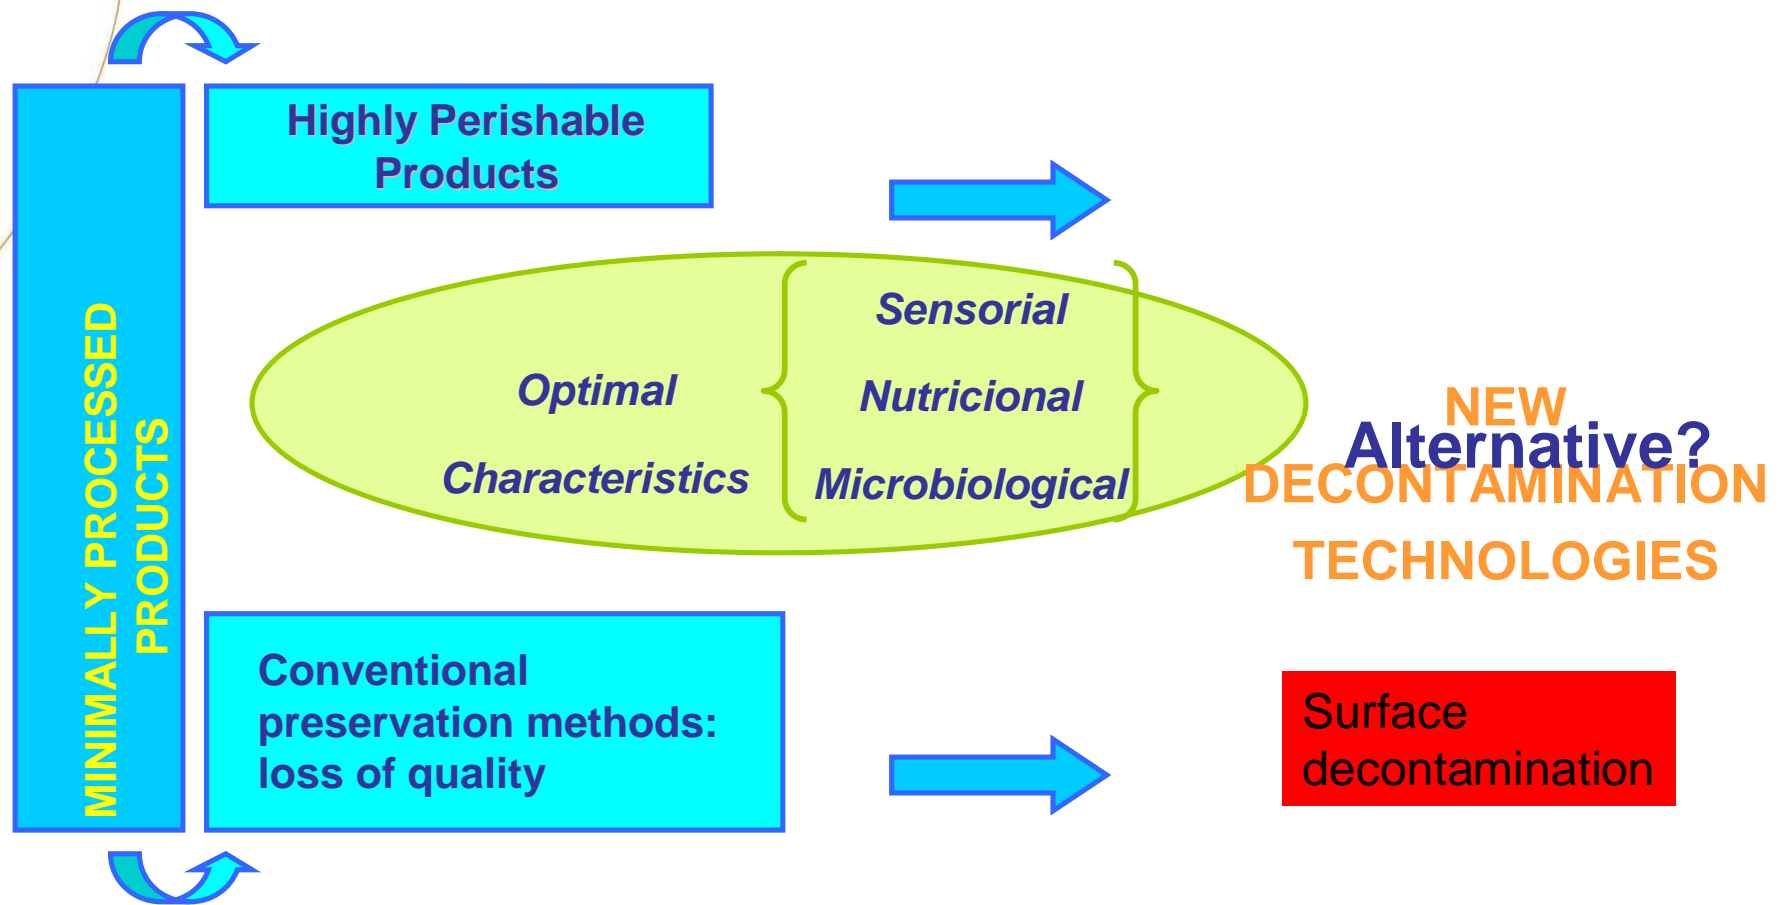 MINIMALLY PROCESSED
PRODUCTS
Highly Perishable
Products
Optimal
Characteristics
Sensorial
Nutricional
Microbiological
Conventional
preservation methods:
loss of quality
Alternative?
NEW
DECONTAMINATION
TECHNOLOGIES
Surface
decontamination